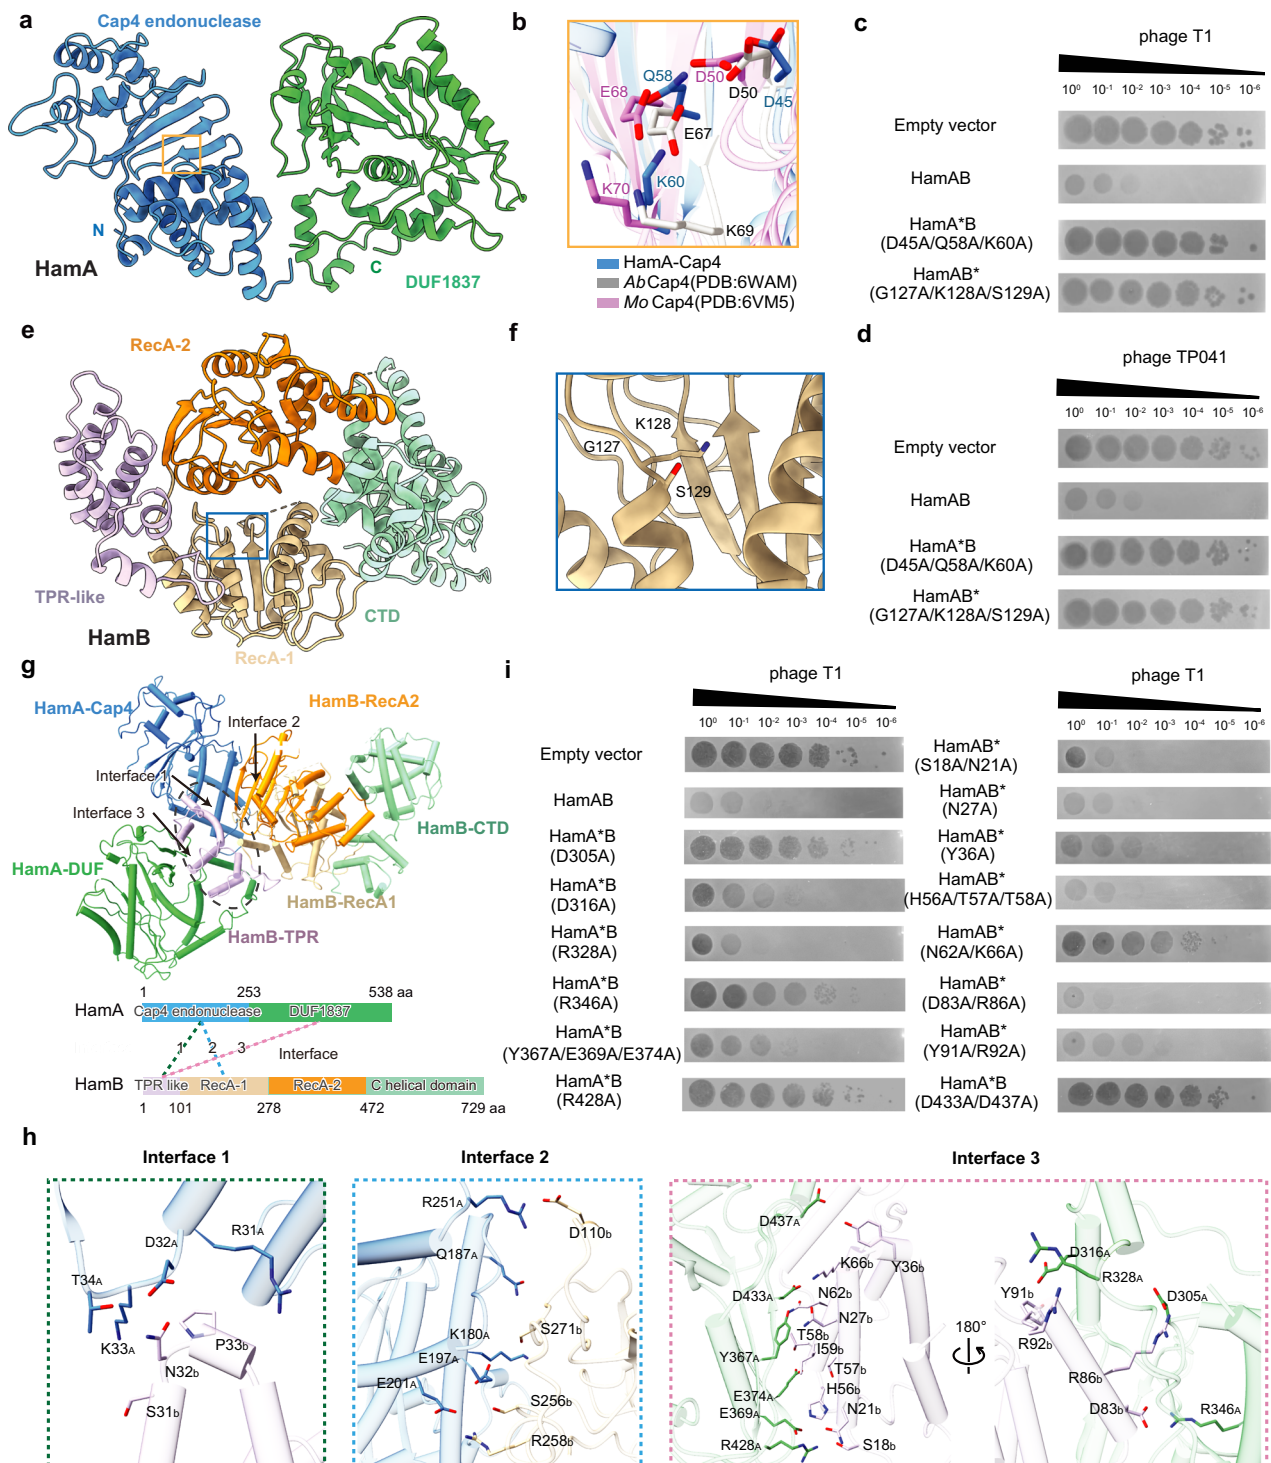 a
Cap4 endonuclease
N
HamA
C
DUF1837
b
Q58
D50
E68
D50
D45
E67
K70
K60
K69
HamA-Cap4
AbCap4(PDB:6WAM)
MoCap4(PDB:6VM5)
c
phage T1
10⁰ 10⁻¹ 10⁻² 10⁻³ 10⁻⁴ 10⁻⁵ 10⁻⁶
Empty vector
HamAB
HamA*B
(D45A/Q58A/K60A)
HamAB*
(G127A/K128A/S129A)
d
phage TP041
10⁰ 10⁻¹ 10⁻² 10⁻³ 10⁻⁴ 10⁻⁵ 10⁻⁶
Empty vector
HamAB
HamA*B
(D45A/Q58A/K60A)
HamAB*
(G127A/K128A/S129A)
e
RecA-2
TPR-like
HamB
CTD
RecA-1
f
K128
G127
S129
g
HamA-Cap4
HamB-RecA2
Interface 2
Interface 1
Interface 3
HamB-CTD
HamA-DUF
HamB-RecA1
HamB-TPR
1 253 538 aa
HamA Cap4 endonuclease DUF1837
1 2 3 Interface
HamB TPR like RecA-1 RecA-2 C helical domain
1 101 278 472 729 aa
i
phage T1
10⁰ 10⁻¹ 10⁻² 10⁻³ 10⁻⁴ 10⁻⁵ 10⁻⁶
Empty vector
HamAB
HamA*B
(D305A)
HamA*B
(D316A)
HamA*B
(R328A)
HamA*B
(R346A)
HamA*B
(Y367A/E369A/E374A)
HamA*B
(R428A)
phage T1
10⁰ 10⁻¹ 10⁻² 10⁻³ 10⁻⁴ 10⁻⁵ 10⁻⁶
HamAB*
(S18A/N21A)
HamAB*
(N27A)
HamAB*
(Y36A)
HamAB*
(H56A/T57A/T58A)
HamAB*
(N62A/K66A)
HamAB*
(D83A/R86A)
HamAB*
(Y91A/R92A)
HamA*B
(D433A/D437A)
h
Interface 1
R31A
D32A
T34A
K33A
P33b
N32b
S31b
Interface 2
R251A
D110b
Q187A
S271b
K180A
E197A
E201A
S256b
R258b
Interface 3
D437A
K66b
Y36b
D433A
N62b
N27b
T58b
I59b
Y367A
T57b
E374A
H56b
E369A
N21b
R428A
S18b
180°
D316A
R328A
Y91b
D305A
R92b
R86b
D83b
R346A